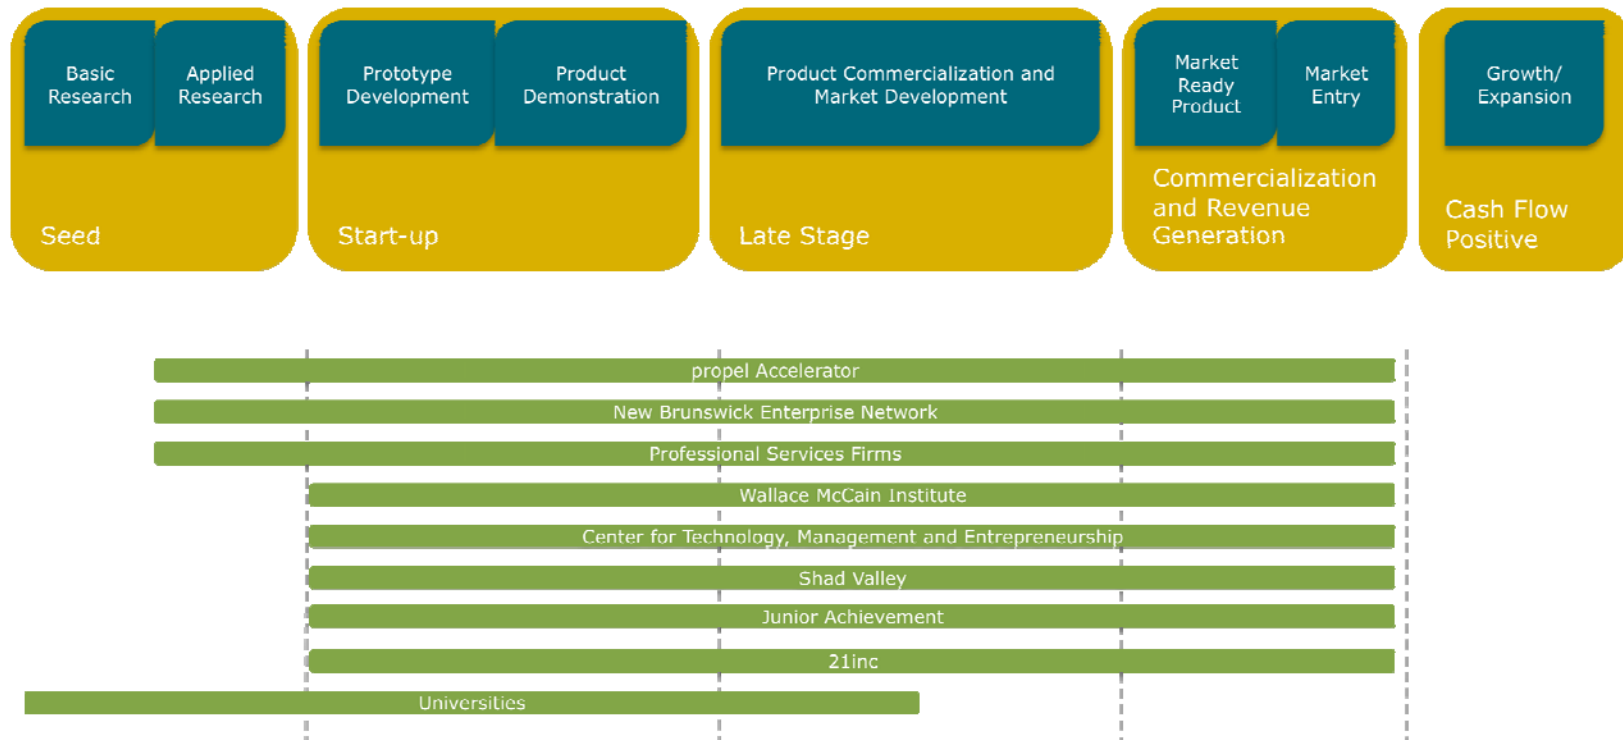 Basic
Research
Applied
Research
Prototype
Development
Product
Demonstration
Product Commercialization and
Market Development
Market
Ready
Product
Market
Entry
Growth/
Expansion
Seed
Start-up
Late Stage
Commercialization
and Revenue
Generation
Cash Flow
Positive
propel Accelerator
New Brunswick Enterprise Network
Professional Services Firms
Wallace McCain Institute
Center for Technology, Management and Entrepreneurship
Shad Valley
Junior Achievement
21inc
Universities